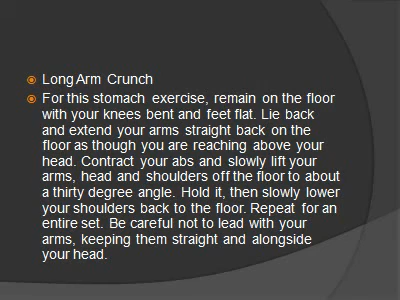 Long Arm Crunch
For this stomach exercise, remain on the floor
with your knees bent and feet flat. Lie back
and extend your arms straight back on the
floor as though you are reaching above your
head. Contract your abs and slowly lift your
arms, head and shoulders off the floor to about
a thirty degree angle. Hold it, then slowly lower
your shoulders back to the floor. Repeat for an
entire set. Be careful not to lead with your
arms, keeping them straight and alongside
your head.